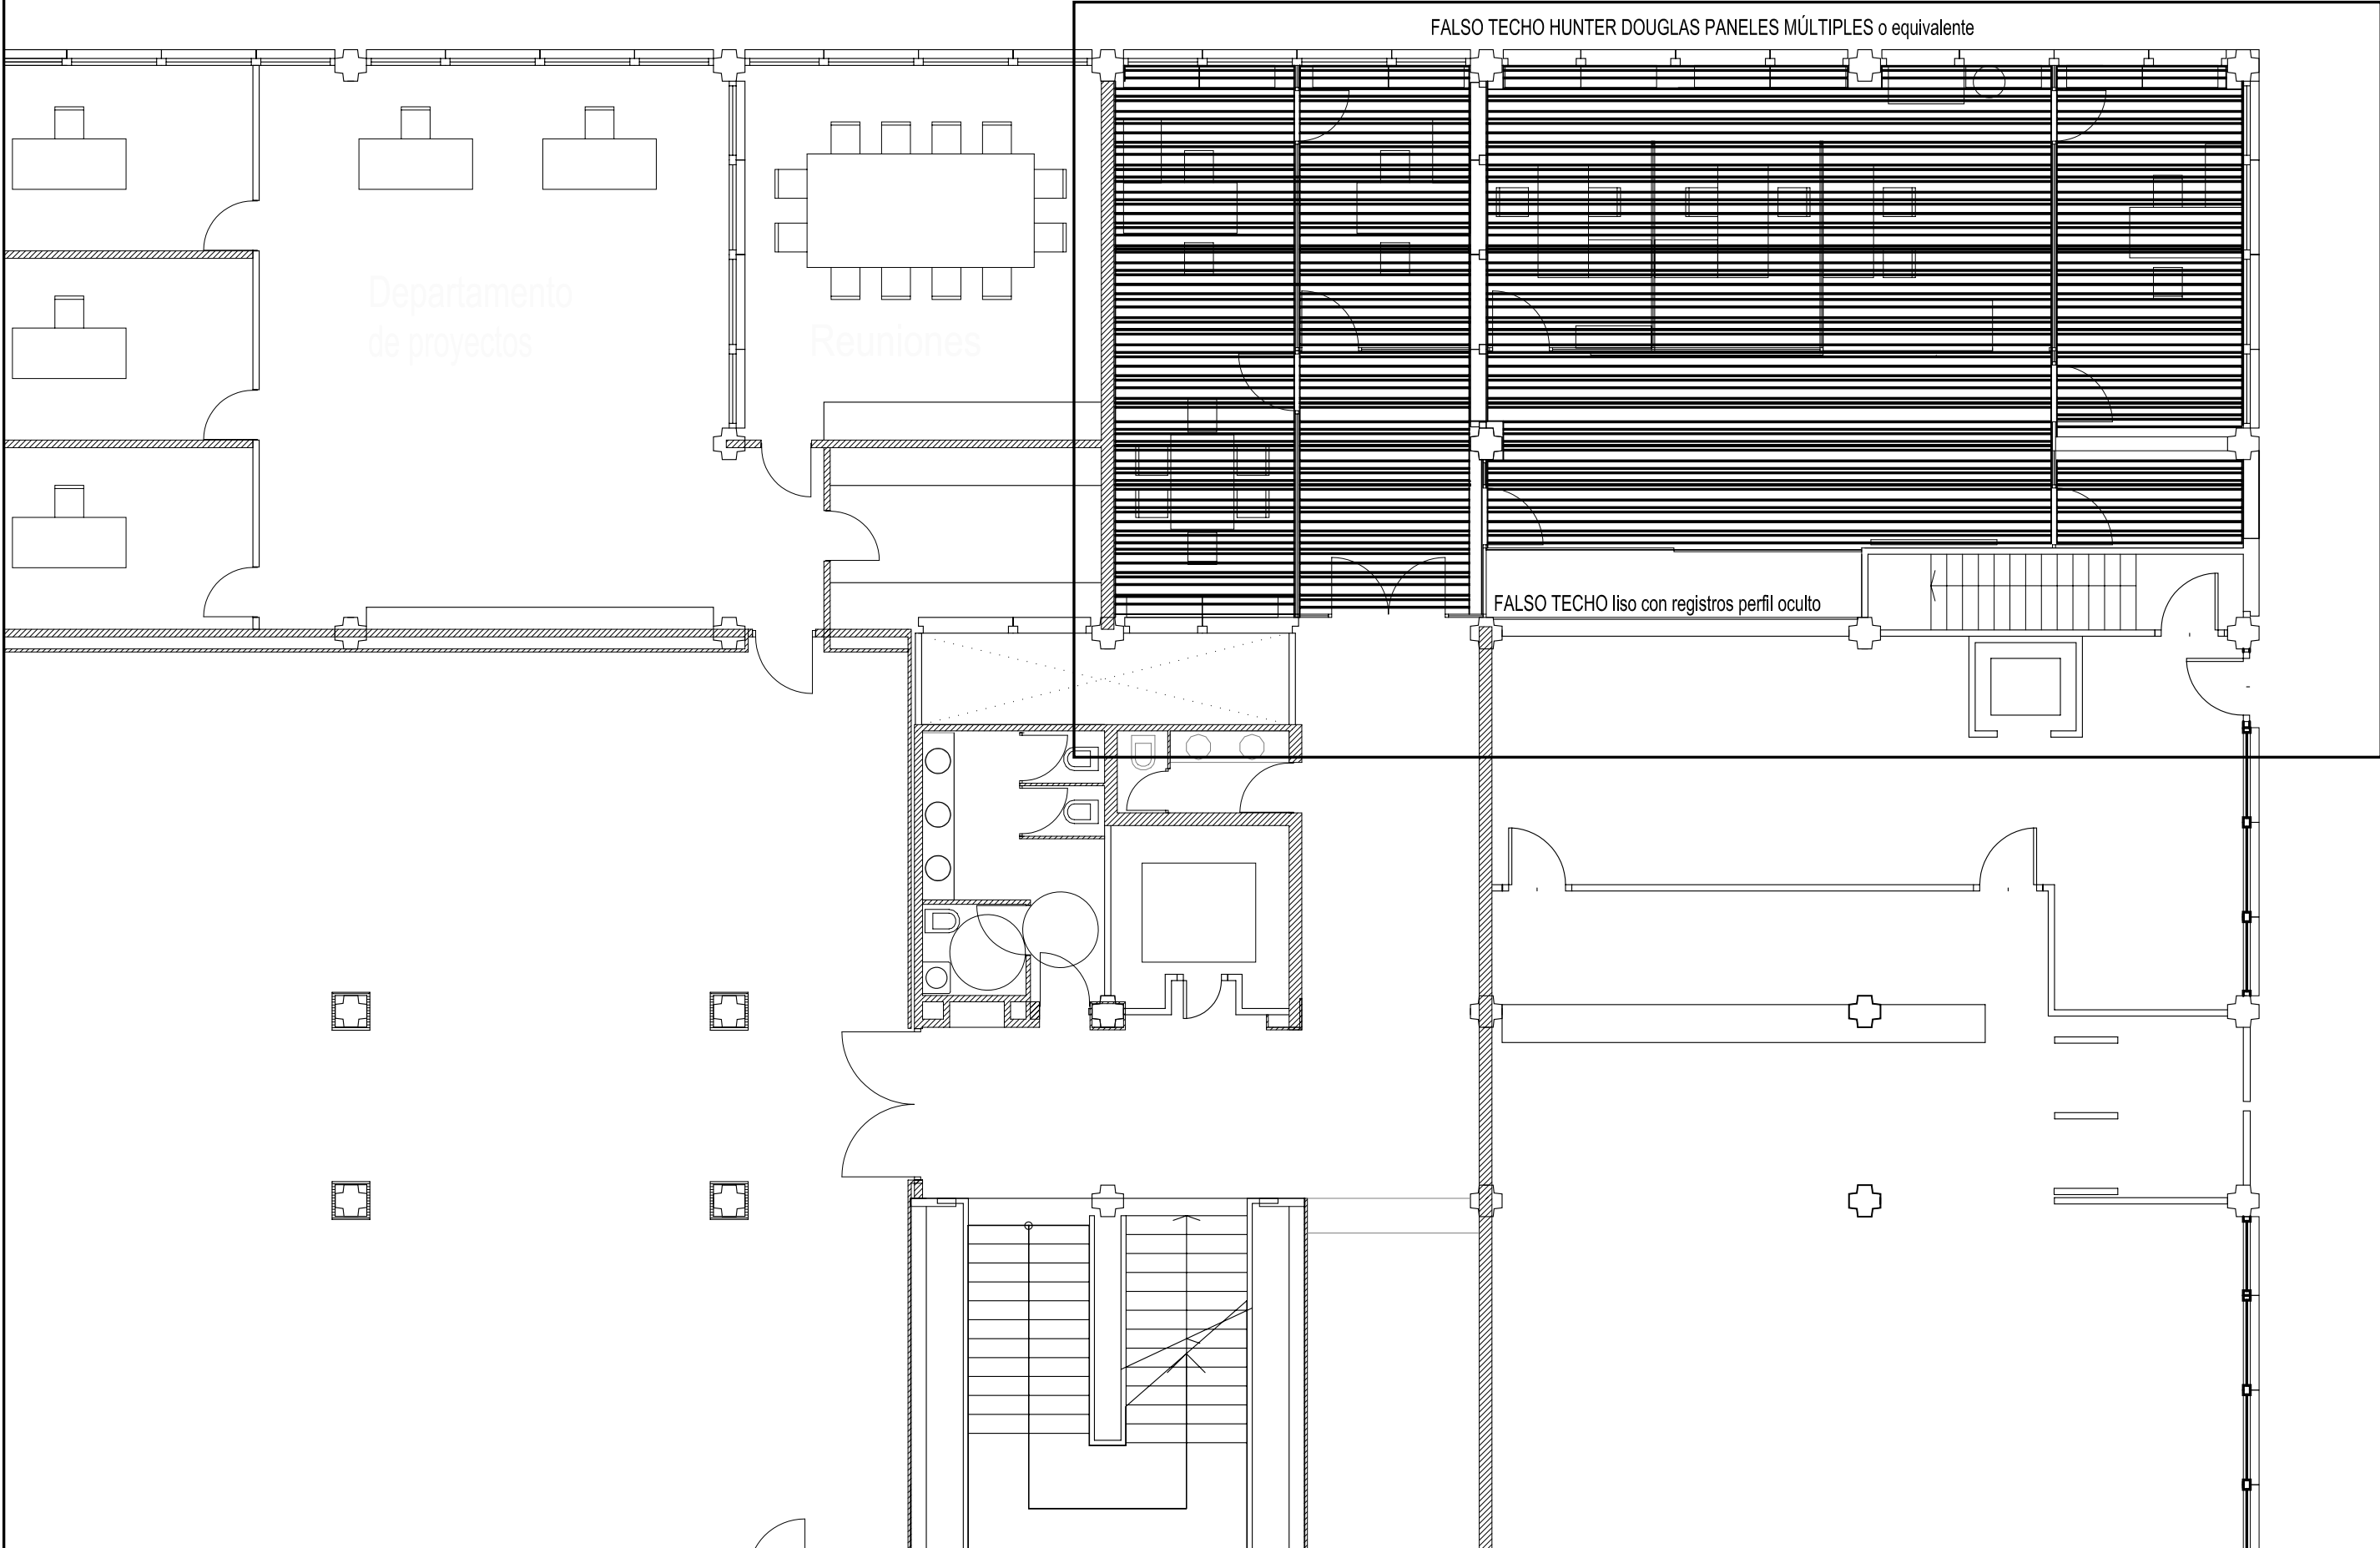 FALSO TECHO HUNTER DOUGLAS PANELES MÚLTIPLES o equivalente
Departamento
de proyectos
Reuniones
FALSO TECHO liso con registros perfil oculto